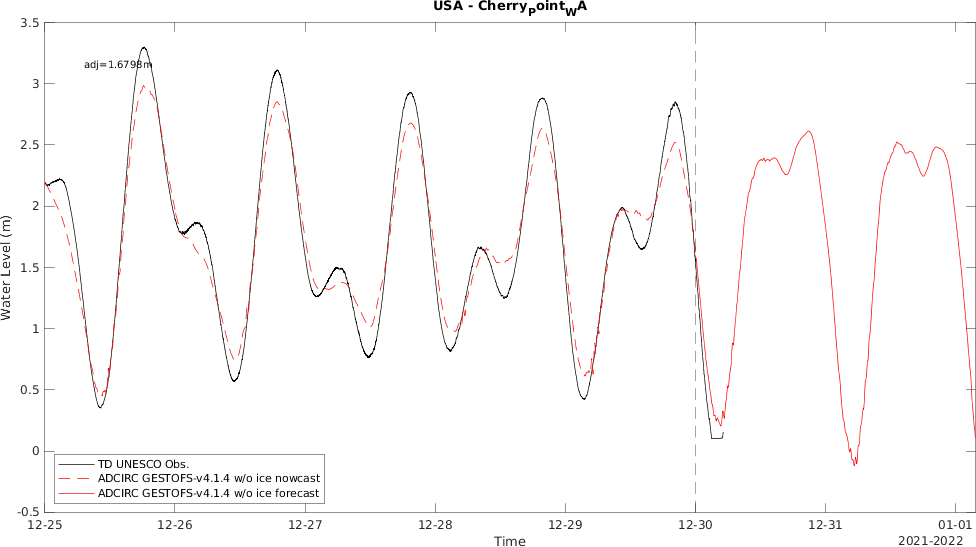 USA - CherryPointWA
adj=1.6798m
Water Level (m)
3.5
3
2.5
2
1.5
1
0.5
0
-0.5
TD UNESCO Obs.
ADCIRC GESTOFS-v4.1.4 w/o ice nowcast
ADCIRC GESTOFS-v4.1.4 w/o ice forecast
12-25 12-26 12-27 12-28 12-29 12-30 12-31 01-01
Time
2021-2022